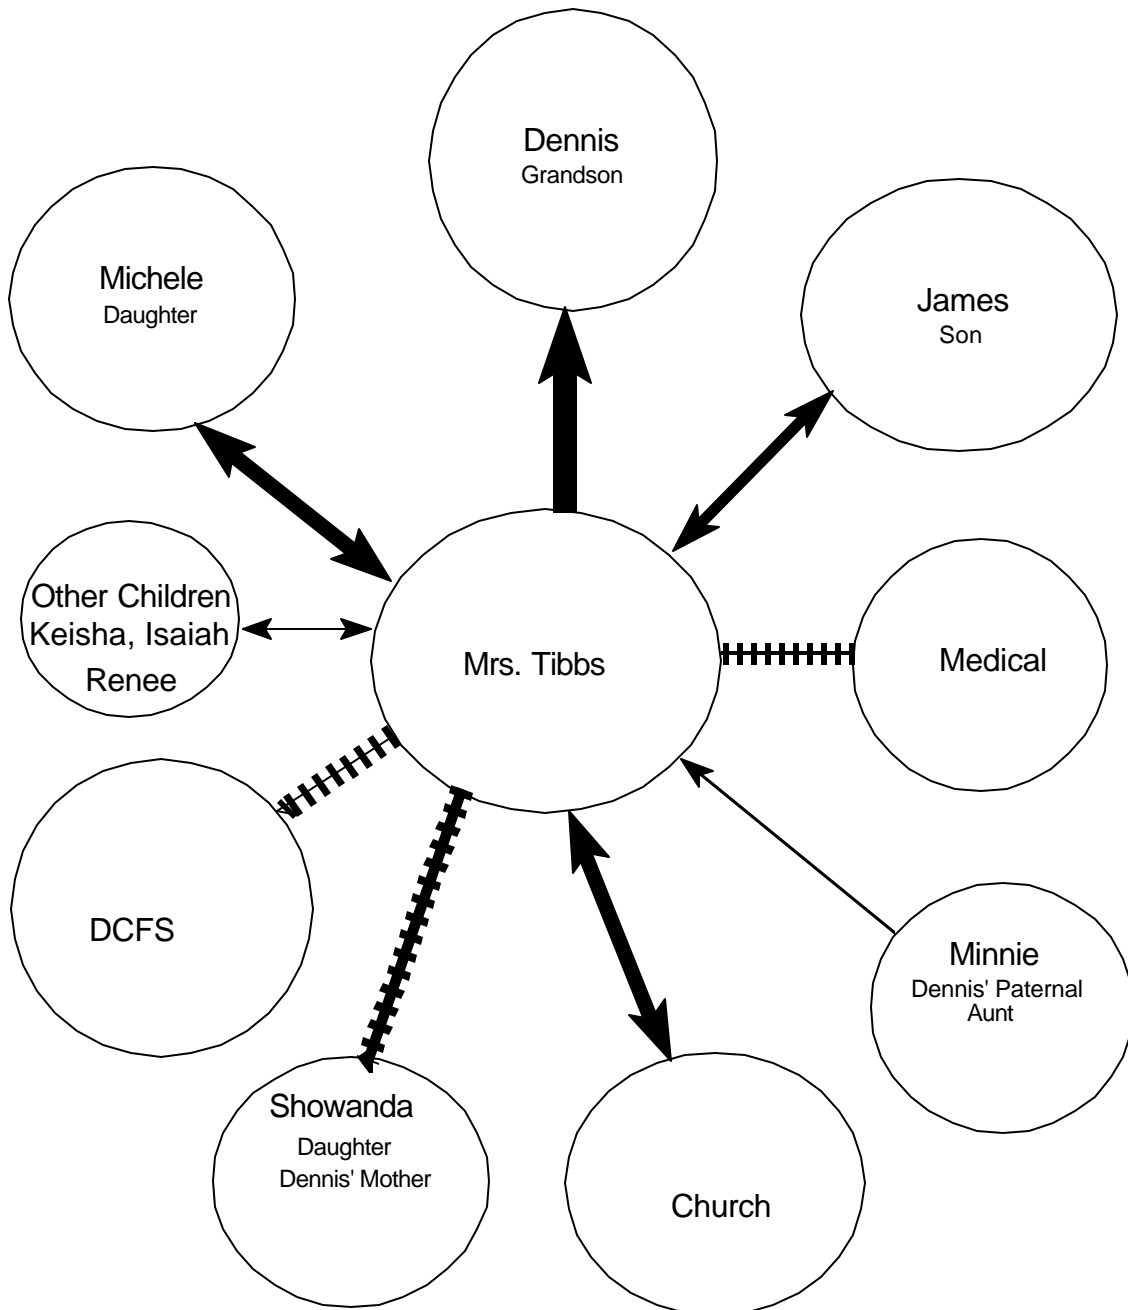 Dennis
Grandson
Michele
Daughter
James
Son
Other Children
Keisha, Isaiah
Renee
Mrs. Tibbs
Medical
DCFS
Minnie
Dennis' Paternal
Aunt
Showanda
Daughter
Dennis' Mother
Church